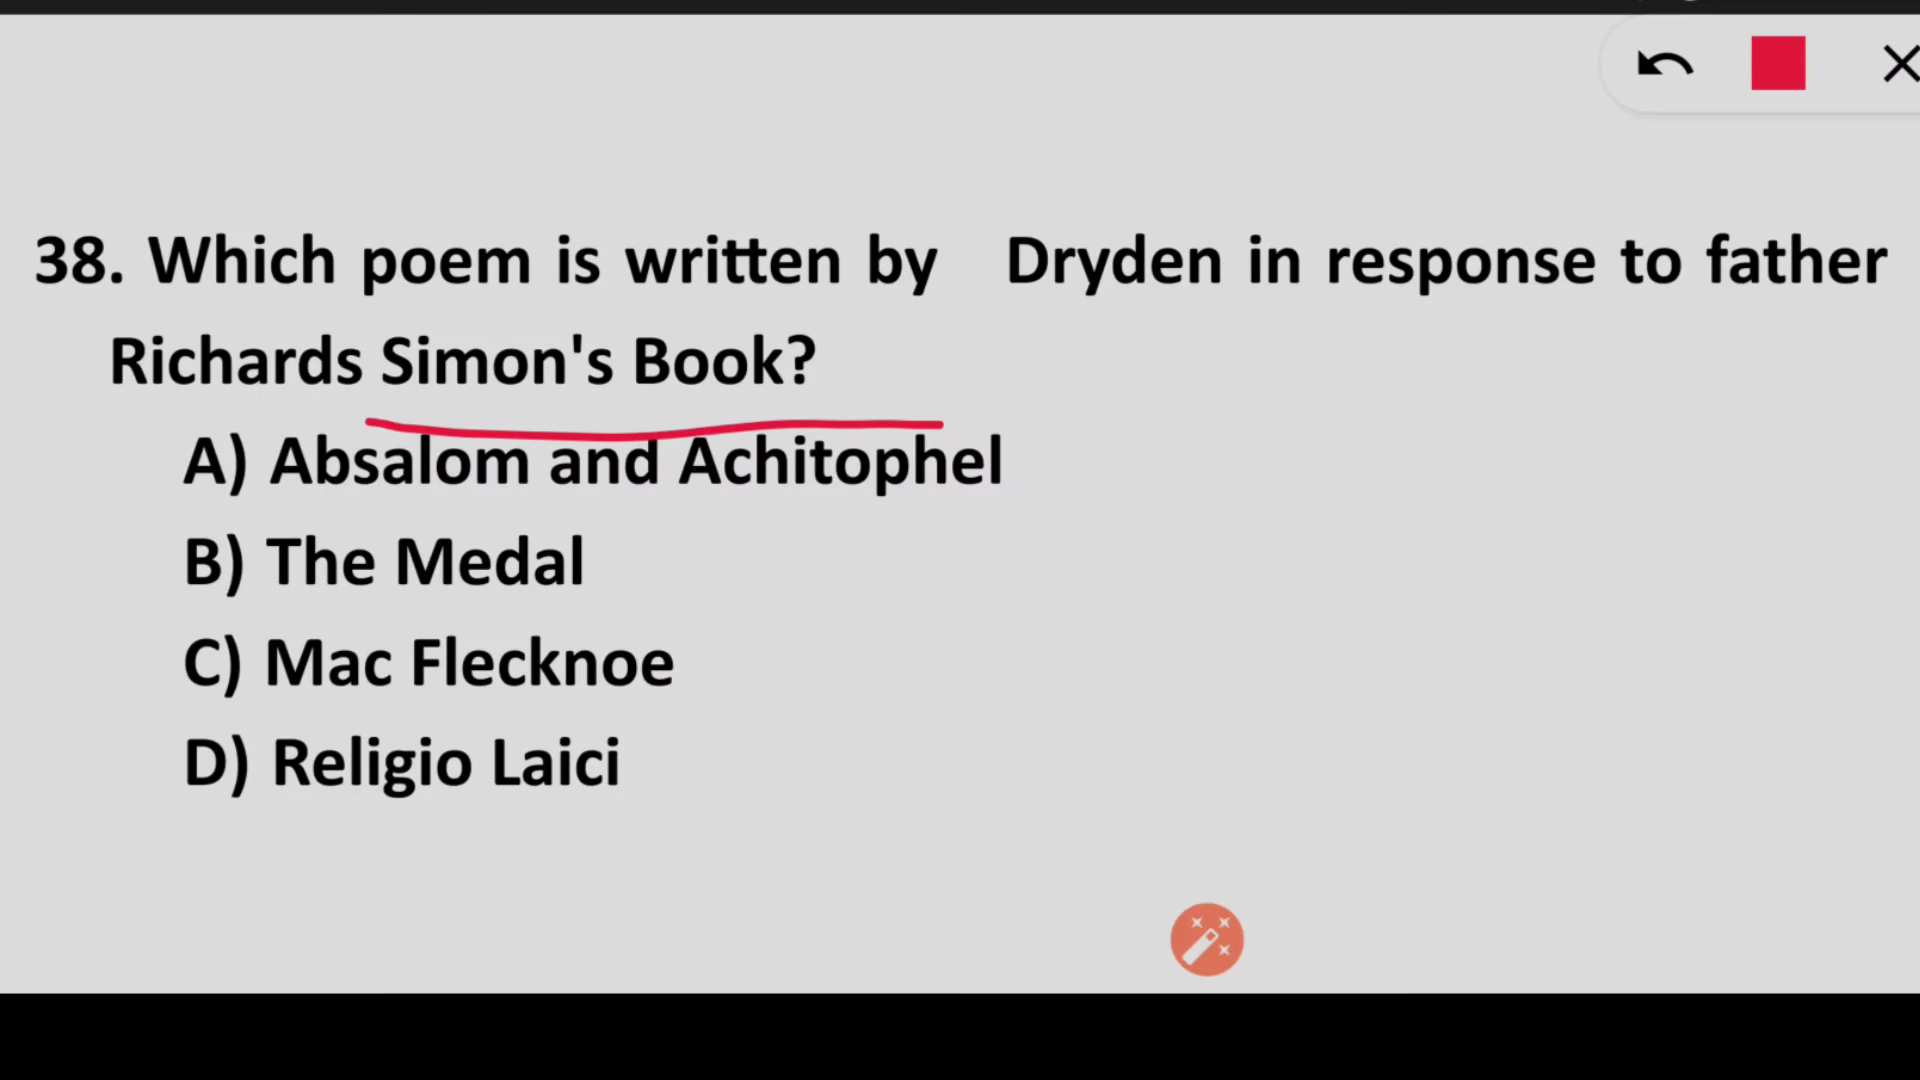 38. Which poem is written by Dryden in response to father
Richards Simon's Book?
A) Absalom and Achitophel
B) The Medal
C) Mac Flecknoe
D) Religio Laici